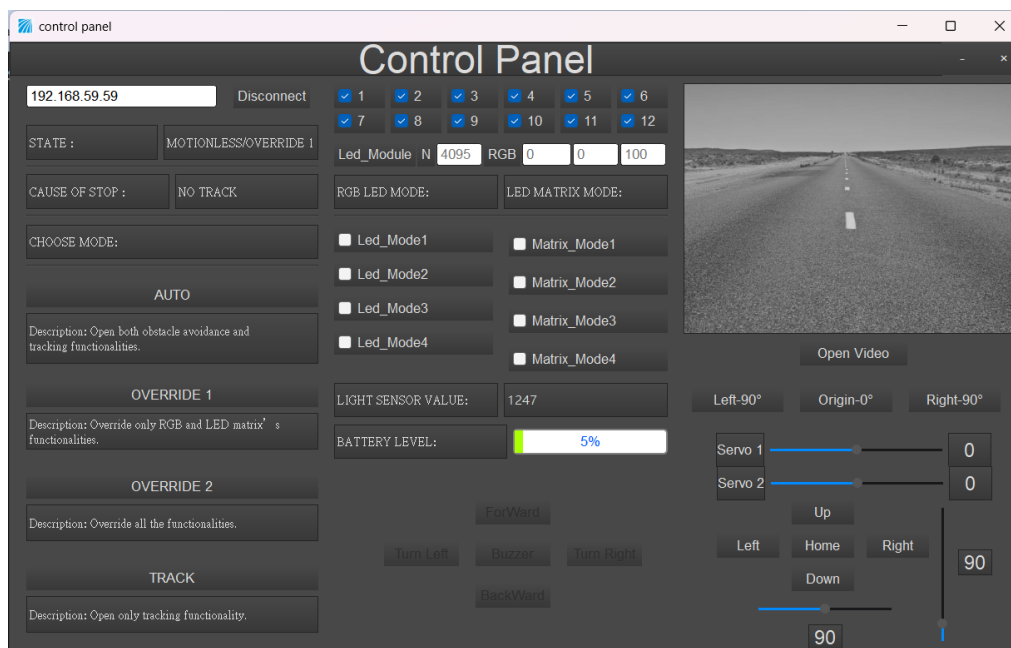 control panel
Control Panel
192.168.59.59
Disconnect
STATE :
MOTIONLESS/OVERRIDE 1
CAUSE OF STOP :
NO TRACK
CHOOSE MODE:
AUTO
Description: Open both obstacle avoidance and
tracking functionalities.
OVERRIDE 1
Description: Override only RGB and LED matrix’s
functionalities.
OVERRIDE 2
Description: Override all the functionalities.
TRACK
Description: Open only tracking functionality.
1 2 3 4 5 6
7 8 9 10 11 12
Led_Module N 4095 RGB 0 0 100
RGB LED MODE:
LED MATRIX MODE:
Led_Mode1
Led_Mode2
Led_Mode3
Led_Mode4
Matrix_Mode1
Matrix_Mode2
Matrix_Mode3
Matrix_Mode4
LIGHT SENSOR VALUE:
1247
BATTERY LEVEL:
5%
ForWard
Turn Left Buzzer Turn Right
BackWard
Open Video
Left-90° Origin-0° Right-90°
Servo 1 0
Servo 2 0
Up
Left Home Right
Down
90
90